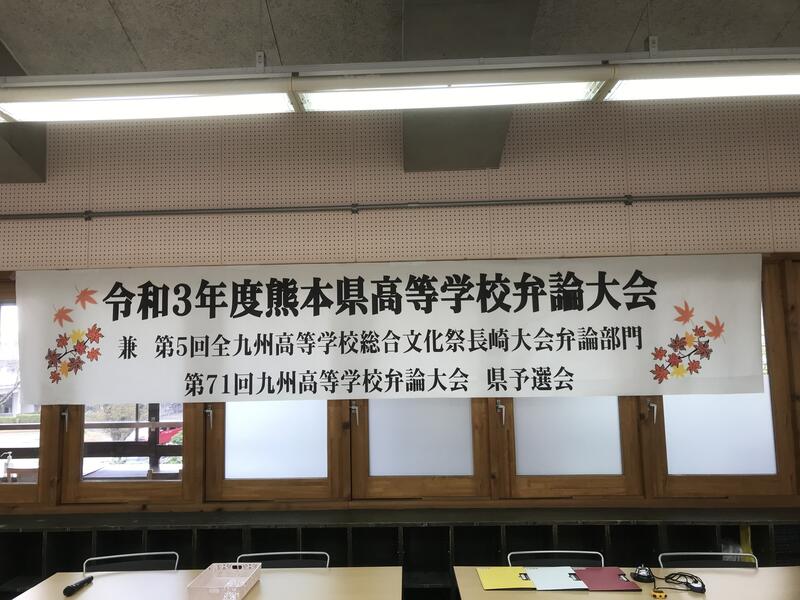 令和3年度熊本県高等学校弁論大会
兼 第5回全九州高等学校総合文化祭長崎大会弁論部門
第71回九州高等学校弁論大会 県予選会